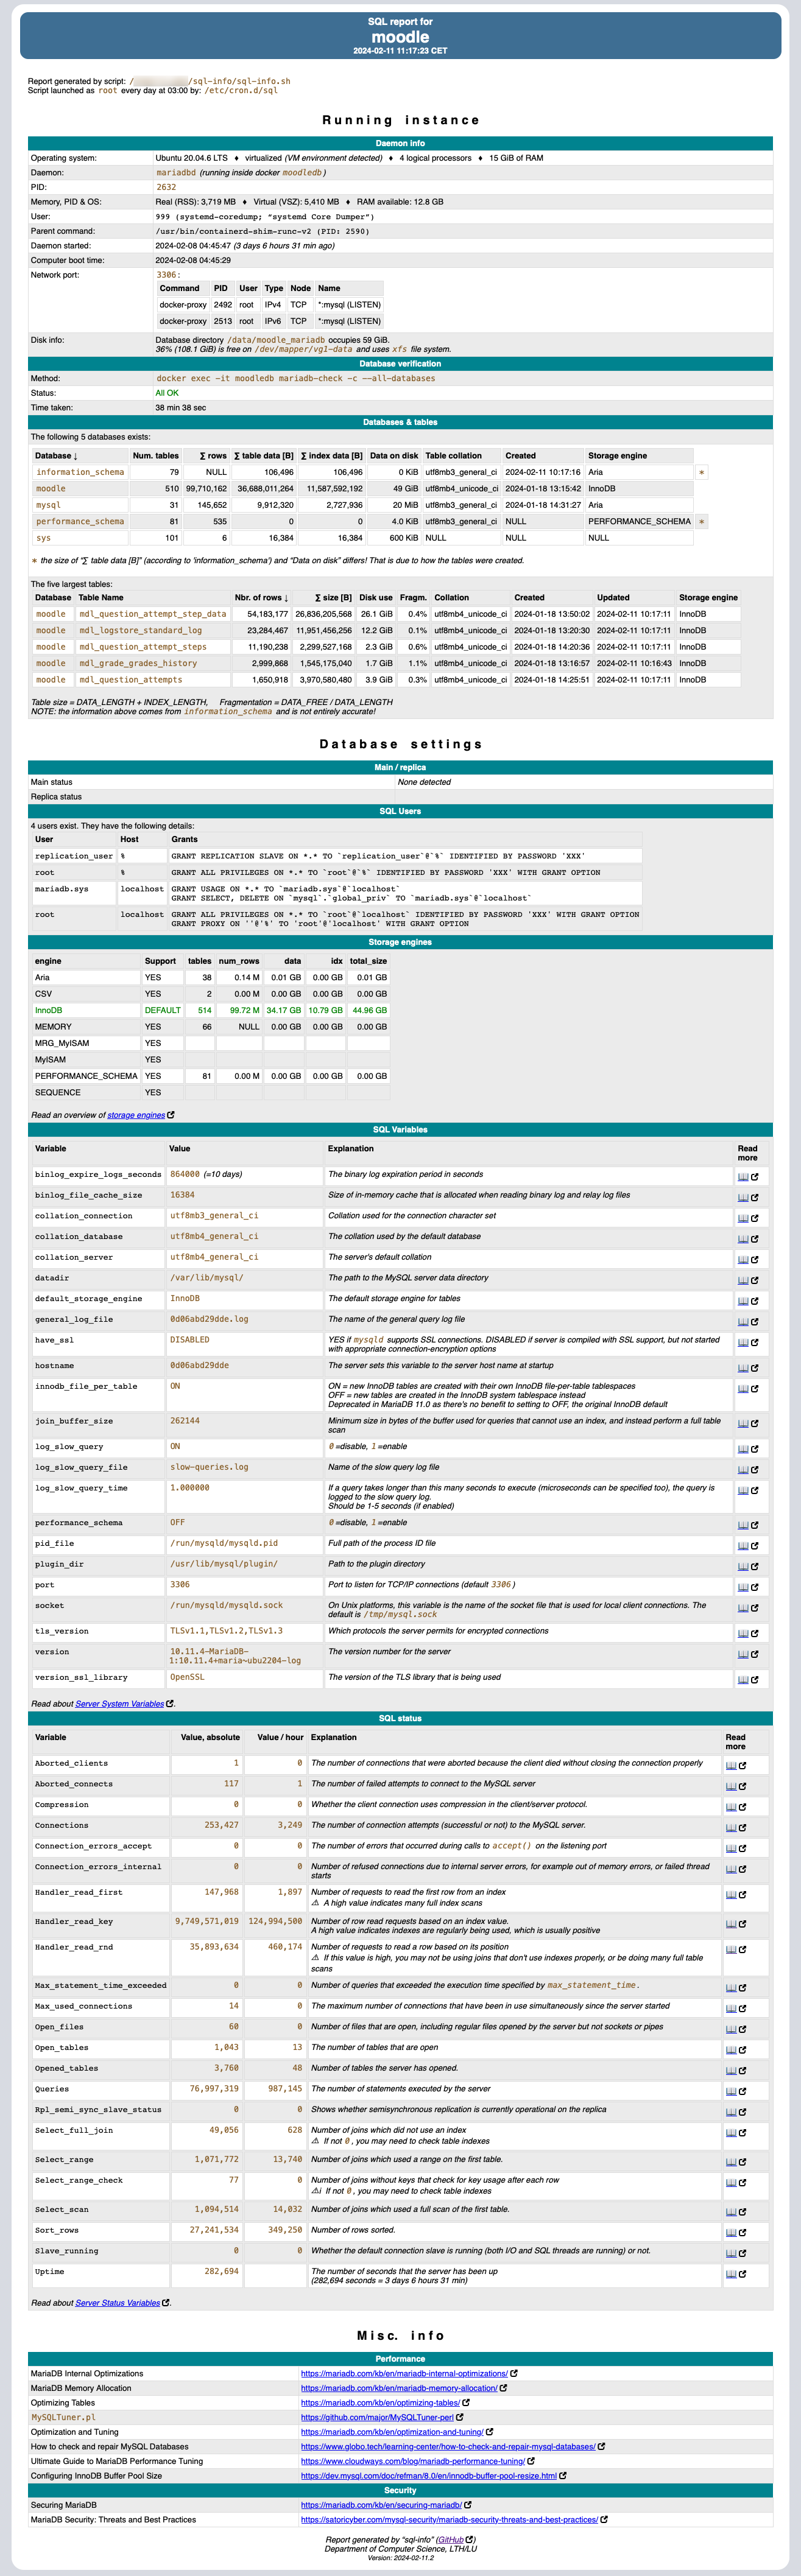 SQL report for
moodle
2024-02-11 11:17:23 CET
Report generated by script: / /sql-info/sql-info.sh
Script launched as root every day at 03:00 by: /etc/cron.d/sql
Running instance
Daemon info
Operating system: Ubuntu 20.04.6 LTS ♦ virtualized (VM environment detected) ♦ 4 logical processors ♦ 15 GiB of RAM
Daemon: mariadbd (running inside docker moodledb)
PID: 2632
Memory, PID & OS: Real (RSS): 3,719 MB ♦ Virtual (VSZ): 5,410 MB ♦ RAM available: 12.8 GB
User: 999 (systemd-coredump; "systemd Core Dumper")
Parent command: /usr/bin/containerd-shim-runc-v2 (PID: 2590)
Daemon started: 2024-02-08 04:45:47 (3 days 6 hours 31 min ago)
Computer boot time: 2024-02-08 04:45:29
Network port: 3306:
Command PID User Type Node Name
docker-proxy 2492 root IPv4 TCP *:mysql (LISTEN)
docker-proxy 2513 root IPv6 TCP *:mysql (LISTEN)
Disk info: Database directory /data/moodle_mariadb occupies 59 GiB.
36% (108.1 GiB) is free on /dev/mapper/vg1-data and uses xfs file system.
Database verification
Method: docker exec -it moodledb mariadb-check -c --all-databases
Status: All OK
Time taken: 38 min 38 sec
Databases & tables
The following 5 databases exists:
Database ↓ Num. tables ∑ rows ∑ table data [B] ∑ index data [B] Data on disk Table collation Created Storage engine
information_schema 79 NULL 106,496 106,496 0 KiB utf8mb3_general_ci 2024-02-11 10:17:16 Aria *
moodle 510 99,710,162 36,688,011,264 11,587,592,192 49 GiB utf8mb4_unicode_ci 2024-01-18 13:15:42 InnoDB
mysql 31 145,652 9,912,320 2,727,936 20 MiB utf8mb3_general_ci 2024-01-18 14:31:27 Aria
performance_schema 81 535 0 0 4.0 KiB utf8mb3_general_ci NULL PERFORMANCE_SCHEMA *
sys 101 6 16,384 16,384 600 KiB NULL NULL NULL
* the size of "∑ table data [B]" (according to 'information_schema') and "Data on disk" differs! That is due to how the tables were created.
The five largest tables:
Database Table Name Nbr. of rows ↓ ∑ size [B] Disk use Fragm. Collation Created Updated Storage engine
moodle mdl_question_attempt_step_data 54,183,177 26,836,205,568 26.1 GiB 0.4% utf8mb4_unicode_ci 2024-01-18 13:50:02 2024-02-11 10:17:11 InnoDB
moodle mdl_logstore_standard_log 23,284,467 11,951,456,256 12.2 GiB 0.1% utf8mb4_unicode_ci 2024-01-18 13:20:30 2024-02-11 10:17:11 InnoDB
moodle mdl_question_attempt_steps 11,190,238 2,299,527,168 2.3 GiB 0.6% utf8mb4_unicode_ci 2024-01-18 14:20:36 2024-02-11 10:17:11 InnoDB
moodle mdl_grade_grades_history 2,999,868 1,545,175,040 1.7 GiB 1.1% utf8mb4_unicode_ci 2024-01-18 13:16:57 2024-02-11 10:16:43 InnoDB
moodle mdl_question_attempts 1,650,918 3,970,580,480 3.9 GiB 0.3% utf8mb4_unicode_ci 2024-01-18 14:25:51 2024-02-11 10:17:11 InnoDB
Table size = DATA_LENGTH + INDEX_LENGTH, Fragmentation = DATA_FREE / DATA_LENGTH
NOTE: the information above comes from information_schema and is not entirely accurate!
Database settings
Main / replica
Main status None detected
Replica status
SQL Users
4 users exist. They have the following details:
User Host Grants
replication_user % GRANT REPLICATION SLAVE ON *.* TO `replication_user`@`%` IDENTIFIED BY PASSWORD 'XXX'
root % GRANT ALL PRIVILEGES ON *.* TO `root`@`%` IDENTIFIED BY PASSWORD 'XXX' WITH GRANT OPTION
mariadb.sys localhost GRANT USAGE ON *.* TO `mariadb.sys`@`localhost`
GRANT SELECT, DELETE ON `mysql`.`global_priv` TO `mariadb.sys`@`localhost`
root localhost GRANT ALL PRIVILEGES ON *.* TO `root`@`localhost` IDENTIFIED BY PASSWORD 'XXX' WITH GRANT OPTION
GRANT PROXY ON ''@'%' TO 'root'@'localhost' WITH GRANT OPTION
Storage engines
engine Support tables num_rows data idx total_size
Aria YES 38 0.14 M 0.01 GB 0.00 GB 0.01 GB
CSV YES 2 0.00 M 0.00 GB 0.00 GB 0.00 GB
InnoDB DEFAULT 514 99.72 M 34.17 GB 10.79 GB 44.96 GB
MEMORY YES 66 NULL 0.00 GB 0.00 GB 0.00 GB
MRG_MyISAM YES
MyISAM YES
PERFORMANCE_SCHEMA YES 81 0.00 M 0.00 GB 0.00 GB 0.00 GB
SEQUENCE YES
Read an overview of storage engines
SQL Variables
Variable Value Explanation Read
more
binlog_expire_logs_seconds 864000 (=10 days) The binary log expiration period in seconds
binlog_file_cache_size 16384 Size of in-memory cache that is allocated when reading binary log and relay log files
collation_connection utf8mb3_general_ci Collation used for the connection character set
collation_database utf8mb4_general_ci The collation used by the default database
collation_server utf8mb4_general_ci The server's default collation
datadir /var/lib/mysql/ The path to the MySQL server data directory
default_storage_engine InnoDB The default storage engine for tables
general_log_file 0d06abd29dde.log The name of the general query log file
have_ssl DISABLED YES if mysqld supports SSL connections. DISABLED if server is compiled with SSL support, but not started
with appropriate connection-encryption options
hostname 0d06abd29dde The server sets this variable to the server host name at startup
innodb_file_per_table ON ON = new InnoDB tables are created with their own InnoDB file-per-table tablespaces
OFF = new tables are created in the InnoDB system tablespace instead
Deprecated in MariaDB 11.0 as there's no benefit to setting to OFF, the original InnoDB default
join_buffer_size 262144 Minimum size in bytes of the buffer used for queries that cannot use an index, and instead perform a full table
scan
log_slow_query ON 0=disable, 1=enable
log_slow_query_file slow-queries.log Name of the slow query log file
log_slow_query_time 1.000000 If a query takes longer than this many seconds to execute (microseconds can be specified too), the query is
logged to the slow query log.
Should be 1-5 seconds (if enabled)
performance_schema OFF 0=disable, 1=enable
pid_file /run/mysqld/mysqld.pid Full path of the process ID file
plugin_dir /usr/lib/mysql/plugin/ Path to the plugin directory
port 3306 Port to listen for TCP/IP connections (default 3306)
socket /run/mysqld/mysqld.sock On Unix platforms, this variable is the name of the socket file that is used for local client connections. The
default is /tmp/mysql.sock
tls_version TLSv1.1,TLSv1.2,TLSv1.3 Which protocols the server permits for encrypted connections
version 10.11.4-MariaDB- The version number for the server
1:10.11.4+maria~ubu2204-log
version_ssl_library OpenSSL The version of the TLS library that is being used
Read about Server System Variables.
SQL status
Variable Value, absolute Value / hour Explanation Read
more
Aborted_clients 1 0 The number of connections that were aborted because the client died without closing the connection properly
Aborted_connects 117 1 The number of failed attempts to connect to the MySQL server
Compression 0 0 Whether the client connection uses compression in the client/server protocol.
Connections 253,427 3,249 The number of connection attempts (successful or not) to the MySQL server.
Connection_errors_accept 0 0 The number of errors that occurred during calls to accept() on the listening port
Connection_errors_internal 0 0 Number of refused connections due to internal server errors, for example out of memory errors, or failed thread
starts
Handler_read_first 147,968 1,897 Number of requests to read the first row from an index
⚠ A high value indicates many full index scans
Handler_read_key 9,749,571,019 124,994,500 Number of row read requests based on an index value.
A high value indicates indexes are regularly being used, which is usually positive
Handler_read_rnd 35,893,634 460,174 Number of requests to read a row based on its position
⚠ If this value is high, you may not be using joins that don't use indexes properly, or be doing many full table
scans
Max_statement_time_exceeded 0 0 Number of queries that exceeded the execution time specified by max_statement_time.
Max_used_connections 14 0 The maximum number of connections that have been in use simultaneously since the server started
Open_files 60 0 Number of files that are open, including regular files opened by the server but not sockets or pipes
Open_tables 1,043 13 The number of tables that are open
Opened_tables 3,760 48 Number of tables the server has opened.
Queries 76,997,319 987,145 The number of statements executed by the server
Rpl_semi_sync_slave_status 0 0 Shows whether semisynchronous replication is currently operational on the replica
Select_full_join 49,056 628 Number of joins which did not use an index
⚠ If not 0, you may need to check table indexes
Select_range 1,071,772 13,740 Number of joins which used a range on the first table.
Select_range_check 77 0 Number of joins without keys that check for key usage after each row
⚠i If not 0, you may need to check table indexes
Select_scan 1,094,514 14,032 Number of joins which used a full scan of the first table.
Sort_rows 27,241,534 349,250 Number of rows sorted.
Slave_running 0 0 Whether the default connection slave is running (both I/O and SQL threads are running) or not.
Uptime 282,694 The number of seconds that the server has been up
(282,694 seconds = 3 days 6 hours 31 min)
Read about Server Status Variables.
Misc. info
Performance
MariaDB Internal Optimizations https://mariadb.com/kb/en/mariadb-internal-optimizations/
MariaDB Memory Allocation https://mariadb.com/kb/en/mariadb-memory-allocation/
Optimizing Tables https://mariadb.com/kb/en/optimizing-tables/
MySQLTuner.pl https://github.com/major/MySQLTuner-perl
Optimization and Tuning https://mariadb.com/kb/en/optimization-and-tuning/
How to check and repair MySQL Databases https://www.globo.tech/learning-center/how-to-check-and-repair-mysql-databases/
Ultimate Guide to MariaDB Performance Tuning https://www.cloudways.com/blog/mariadb-performance-tuning/
Configuring InnoDB Buffer Pool Size https://dev.mysql.com/doc/refman/8.0/en/innodb-buffer-pool-resize.html
Security
Securing MariaDB https://mariadb.com/kb/en/securing-mariadb/
MariaDB Security: Threats and Best Practices https://satoricyber.com/mysql-security/mariadb-security-threats-and-best-practices/
Report generated by "sql-info" (GitHub)
Department of Computer Science, LTH/LU
Version: 2024-02-11.2